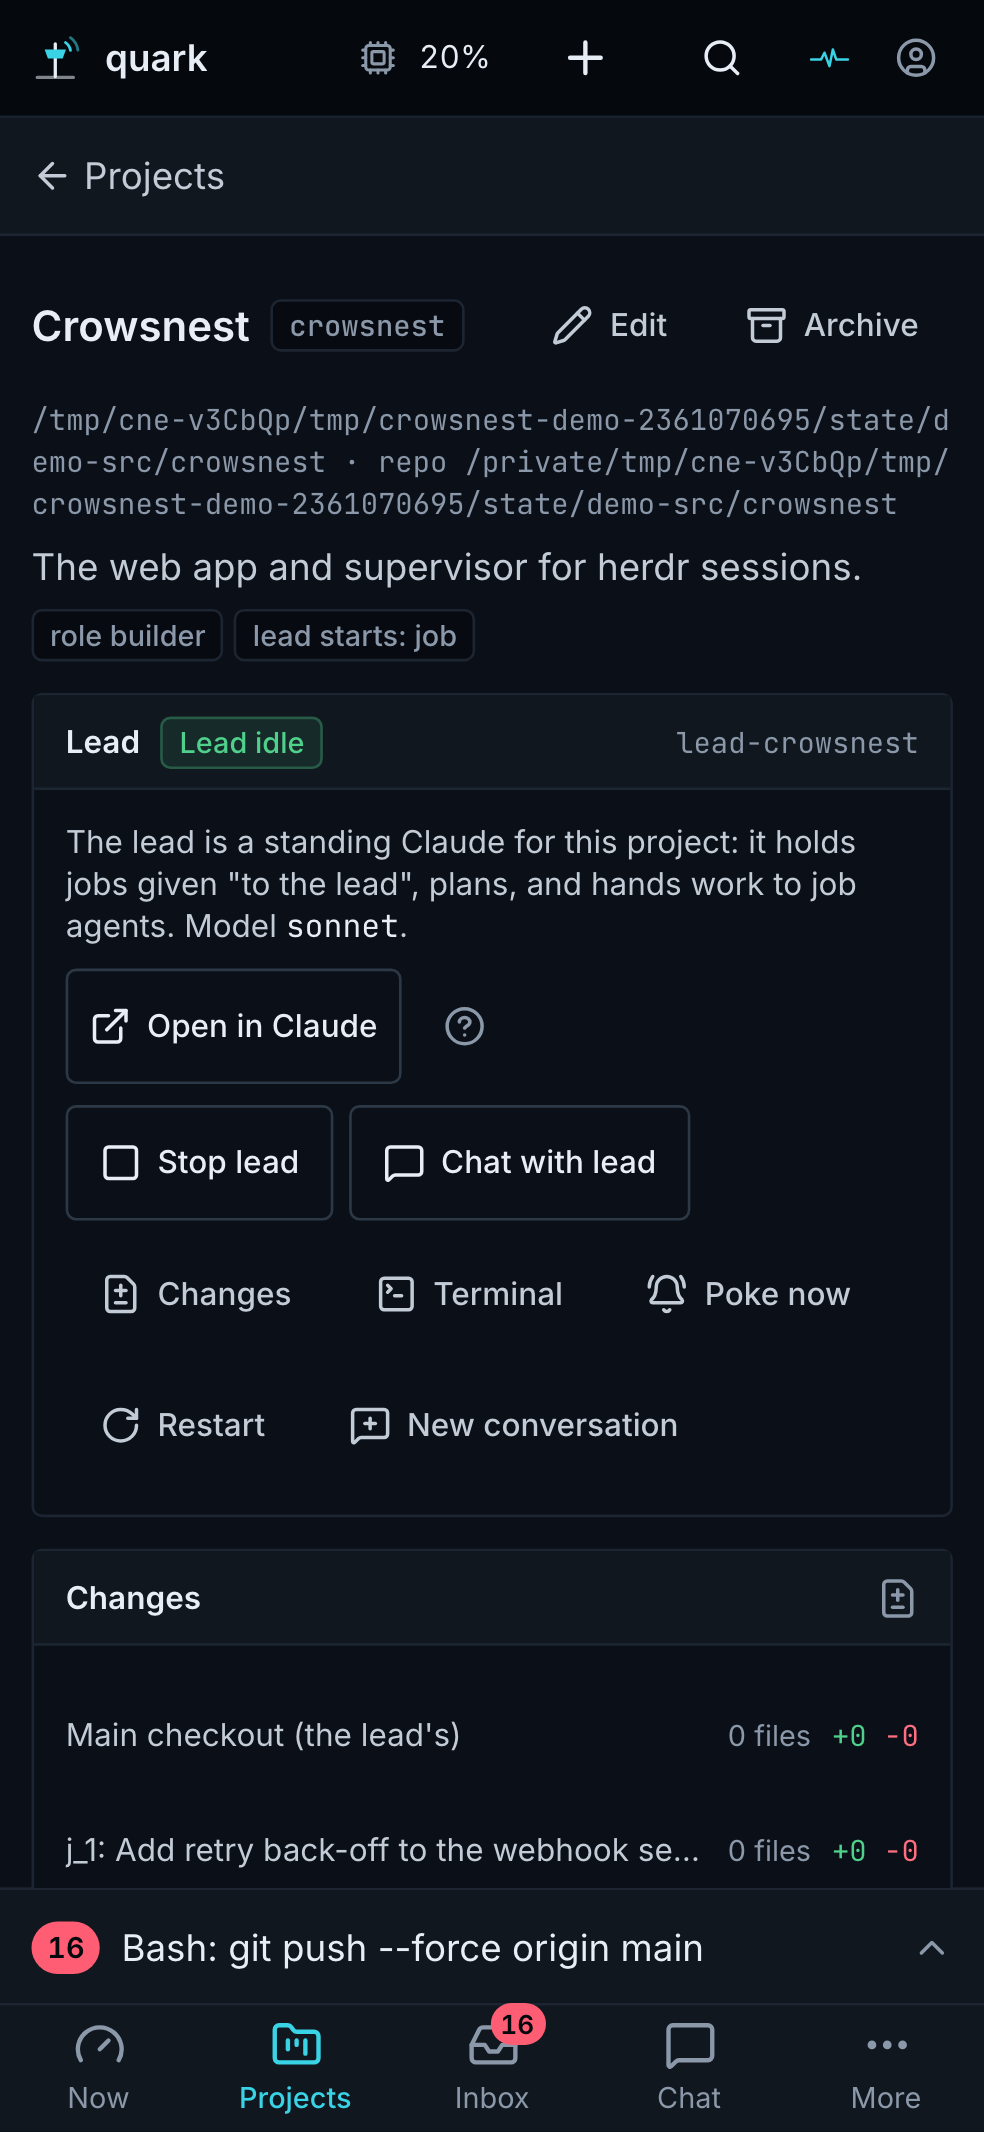 quark
20%
Projects
Crowsnest
crowsnest
Edit
Archive
/tmp/cne-v3CbQp/tmp/crowsnest-demo-2361070695/state/d
emo-src/crowsnest · repo /private/tmp/cne-v3CbQp/tmp/
crowsnest-demo-2361070695/state/demo-src/crowsnest
The web app and supervisor for herdr sessions.
role builder
lead starts: job
Lead
Lead idle
lead-crowsnest
The lead is a standing Claude for this project: it holds
jobs given "to the lead", plans, and hands work to job
agents. Model sonnet.
Open in Claude
Stop lead
Chat with lead
Changes
Terminal
Poke now
Restart
New conversation
Changes
Main checkout (the lead's)
0 files +0 -0
j_1: Add retry back-off to the webhook se...
0 files +0 -0
16
Bash: git push --force origin main
16
Now
Projects
Inbox
Chat
More